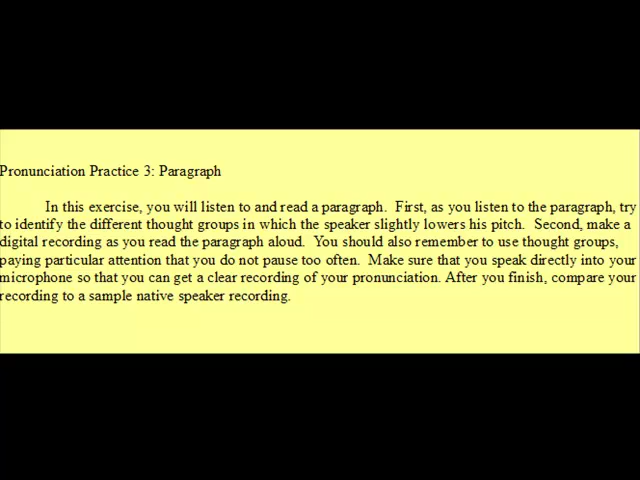 Pronunciation Practice 3: Paragraph
In this exercise, you will listen to and read a paragraph.  First, as you listen to the paragraph, try
to identify the different thought groups in which the speaker slightly lowers his pitch.  Second, make a
digital recording as you read the paragraph aloud.  You should also remember to use thought groups,
paying particular attention that you do not pause too often.  Make sure that you speak directly into your
microphone so that you can get a clear recording of your pronunciation. After you finish, compare your
recording to a sample native speaker recording.